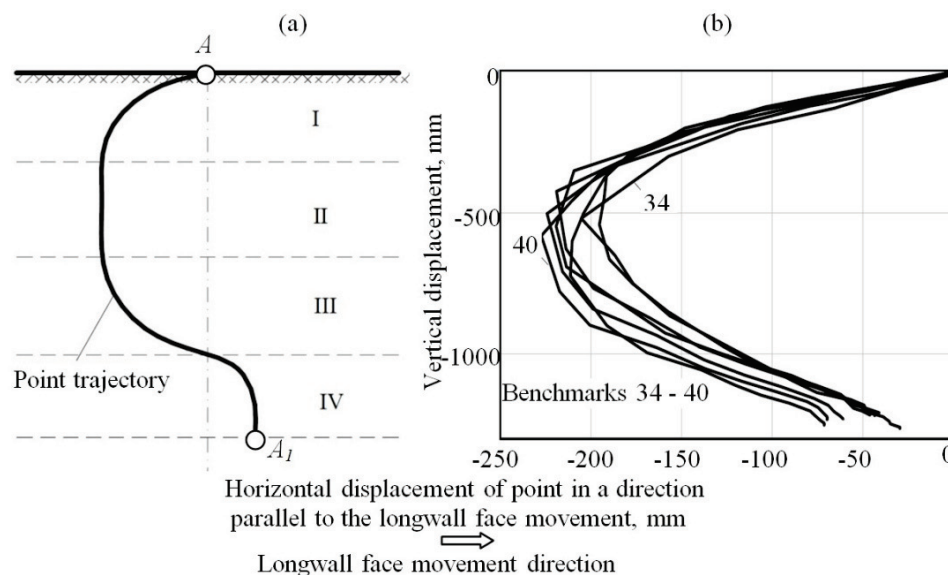 (a)
A
I
II
III
IV
Point trajectory
A1
(b)
Vertical displacement, mm
0
-500
-1000
34
40
Benchmarks 34 - 40
-250
-200
-150
-100
-50
0
Horizontal displacement of point in a direction
parallel to the longwall face movement, mm
Longwall face movement direction